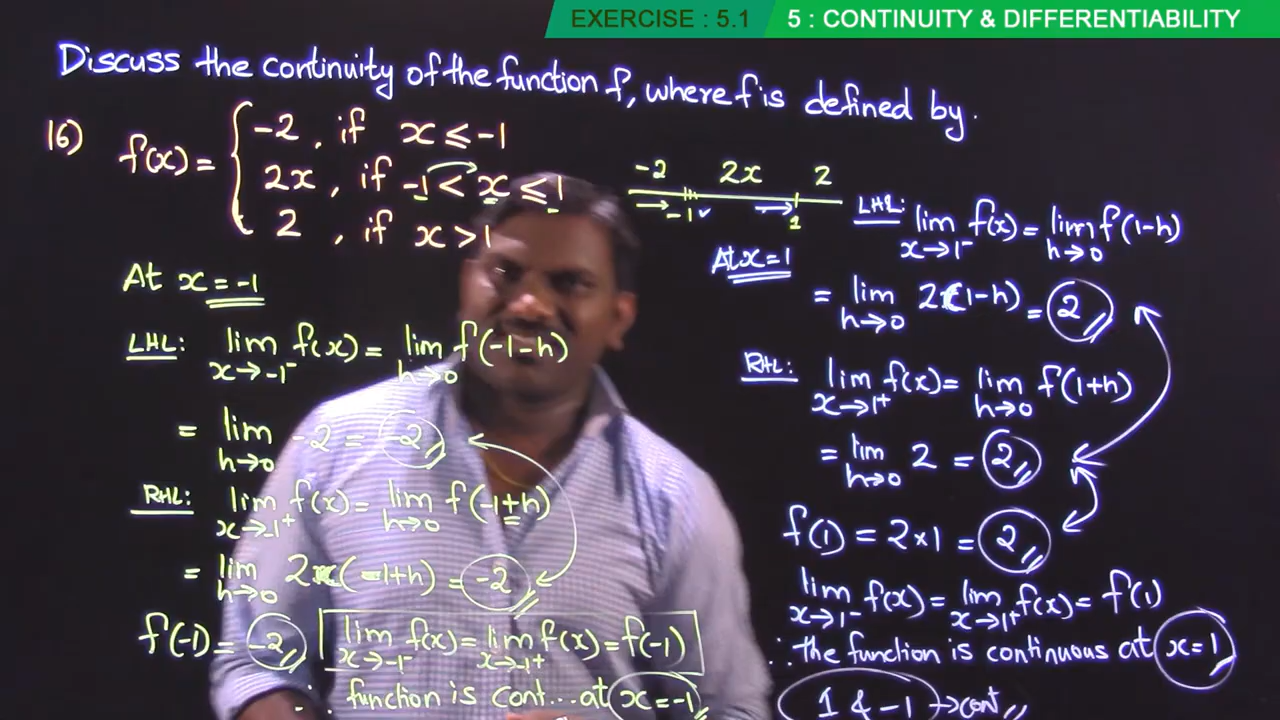 EXERCISE : 5.1
5 : CONTINUITY & DIFFERENTIABILITY
Discuss the continuity of the function f, where f is defined by.
16) f(x) = { -2, if x ≤ -1
2x, if -1 < x ≤ 1
2, if x > 1
-2 2x 2
-1 ✓ 1
At x = -1
LHL: lim x→-1⁻ f(x) = lim h→0 f(-1-h)
= lim h→0 -2 = -2
RHL: lim x→-1⁺ f(x) = lim h→0 f(-1+h)
= lim h→0 2×(-1+h) = -2
f(-1) = -2
lim x→-1⁻ f(x) = lim x→-1⁺ f(x) = f(-1)
∴ function is cont... at x = -1
At x = 1
LHL: lim x→1⁻ f(x) = lim h→0 f(1-h)
= lim h→0 2(1-h) = 2
RHL: lim x→1⁺ f(x) = lim h→0 f(1+h)
= lim h→0 2 = 2
f(1) = 2×1 = 2
lim x→1⁻ f(x) = lim x→1⁺ f(x) = f(1)
∴ the function is continuous at x = 1
1 & -1 → cont